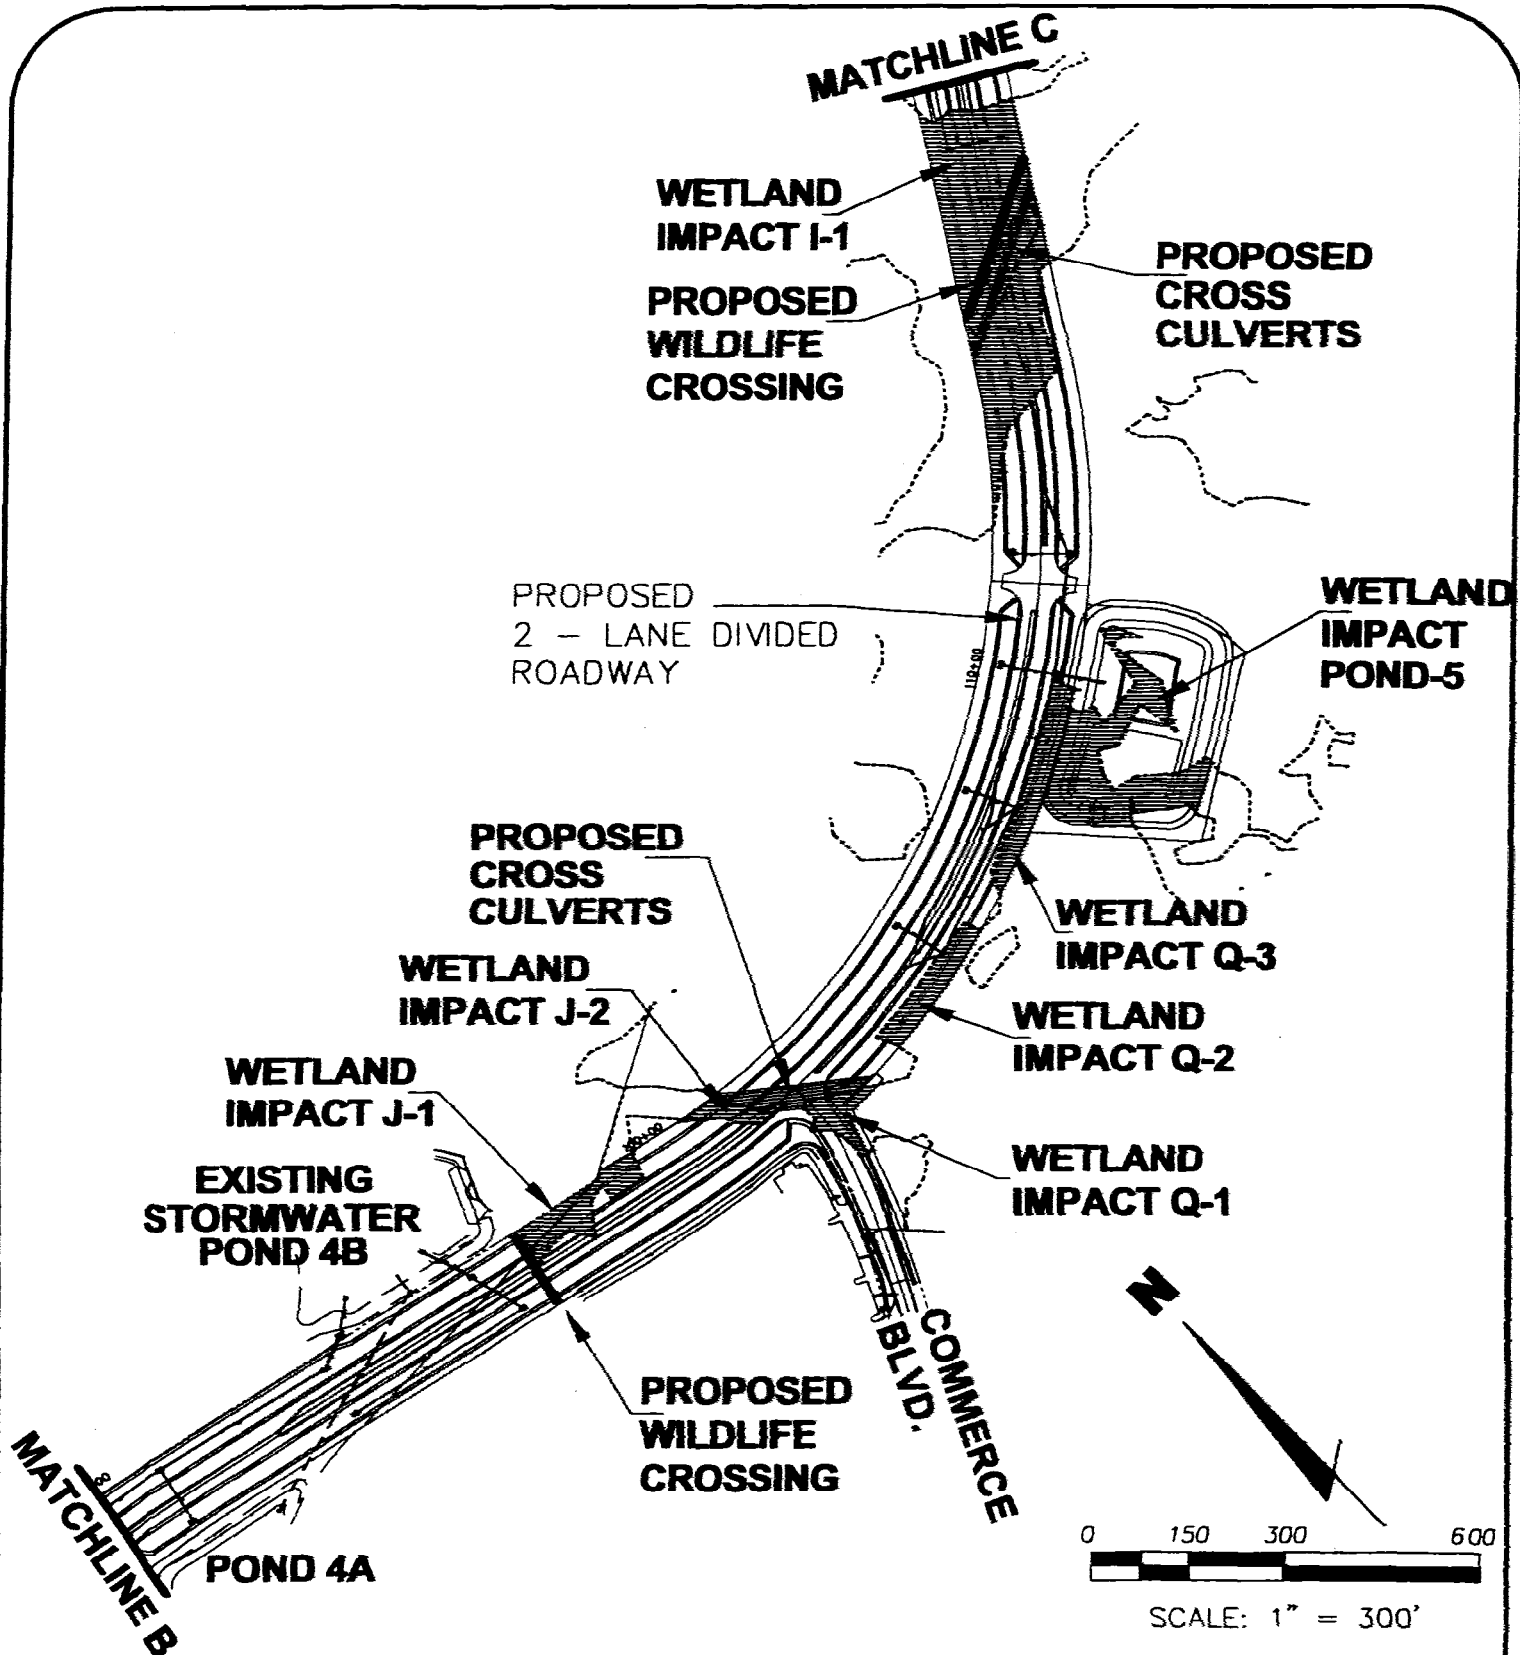 MATCHLINE C
WETLAND
IMPACT I-1
PROPOSED
CROSS
CULVERTS
PROPOSED
WILDLIFE
CROSSING
PROPOSED
2 - LANE DIVIDED
ROADWAY
WETLAND
IMPACT
POND-5
110+00
PROPOSED
CROSS
CULVERTS
WETLAND
IMPACT Q-3
WETLAND
IMPACT J-2
WETLAND
IMPACT Q-2
WETLAND
IMPACT J-1
WETLAND
IMPACT Q-1
EXISTING
STORMWATER
POND 4B
COMMERCE
BLVD.
N
PROPOSED
WILDLIFE
CROSSING
MATCHLINE B
POND 4A
0 150 300 600
SCALE: 1" = 300'